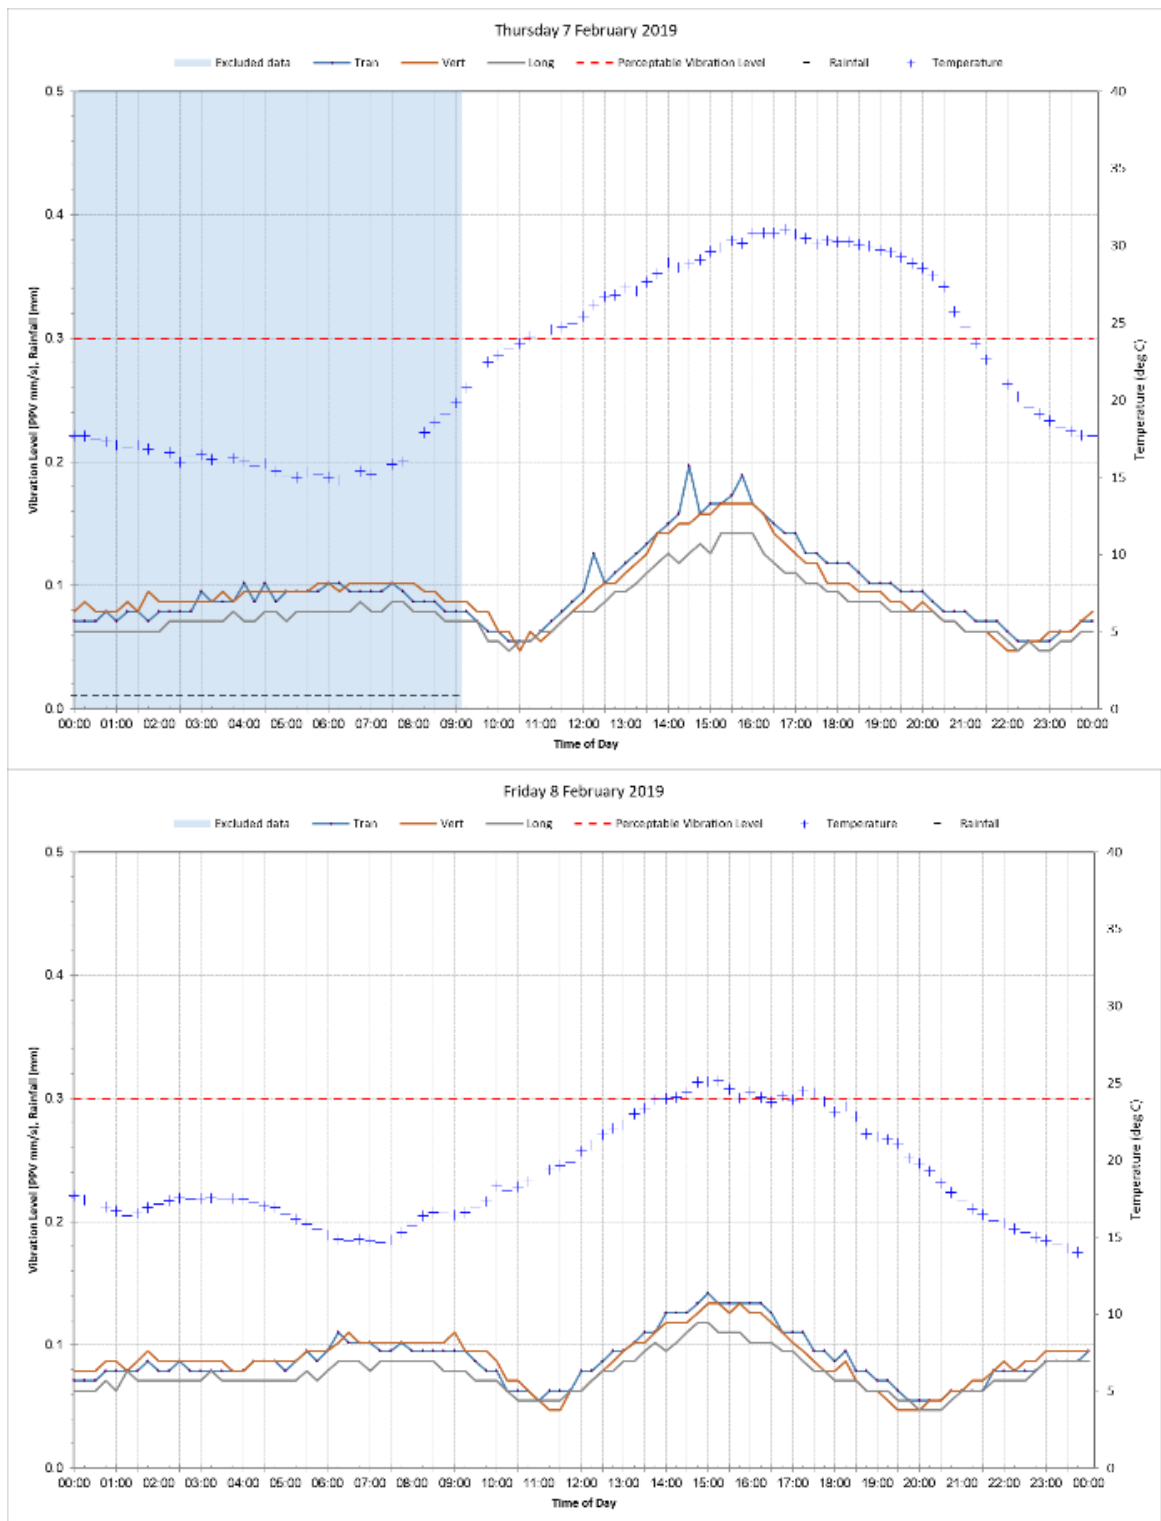 Thursday 7 February 2019
Excluded data Tran Vert Long Perceptable Vibration Level Rainfall Temperature
0.5 40
35
0.4
30
0.3 25
20
0.2
15
10
0.1
5
0.0 0
Vibration Level (PPV mm/s), Rainfall (mm)
Temperature (deg C)
00:00 01:00 02:00 03:00 04:00 05:00 06:00 07:00 08:00 09:00 10:00 11:00 12:00 13:00 14:00 15:00 16:00 17:00 18:00 19:00 20:00 21:00 22:00 23:00 00:00
Time of Day
Friday 8 February 2019
Excluded data Tran Vert Long Perceptable Vibration Level Temperature Rainfall
0.5 40
35
0.4
30
0.3 25
20
0.2
15
10
0.1
5
0.0 0
Vibration Level (PPV mm/s), Rainfall (mm)
Temperature (deg C)
00:00 01:00 02:00 03:00 04:00 05:00 06:00 07:00 08:00 09:00 10:00 11:00 12:00 13:00 14:00 15:00 16:00 17:00 18:00 19:00 20:00 21:00 22:00 23:00 00:00
Time of Day